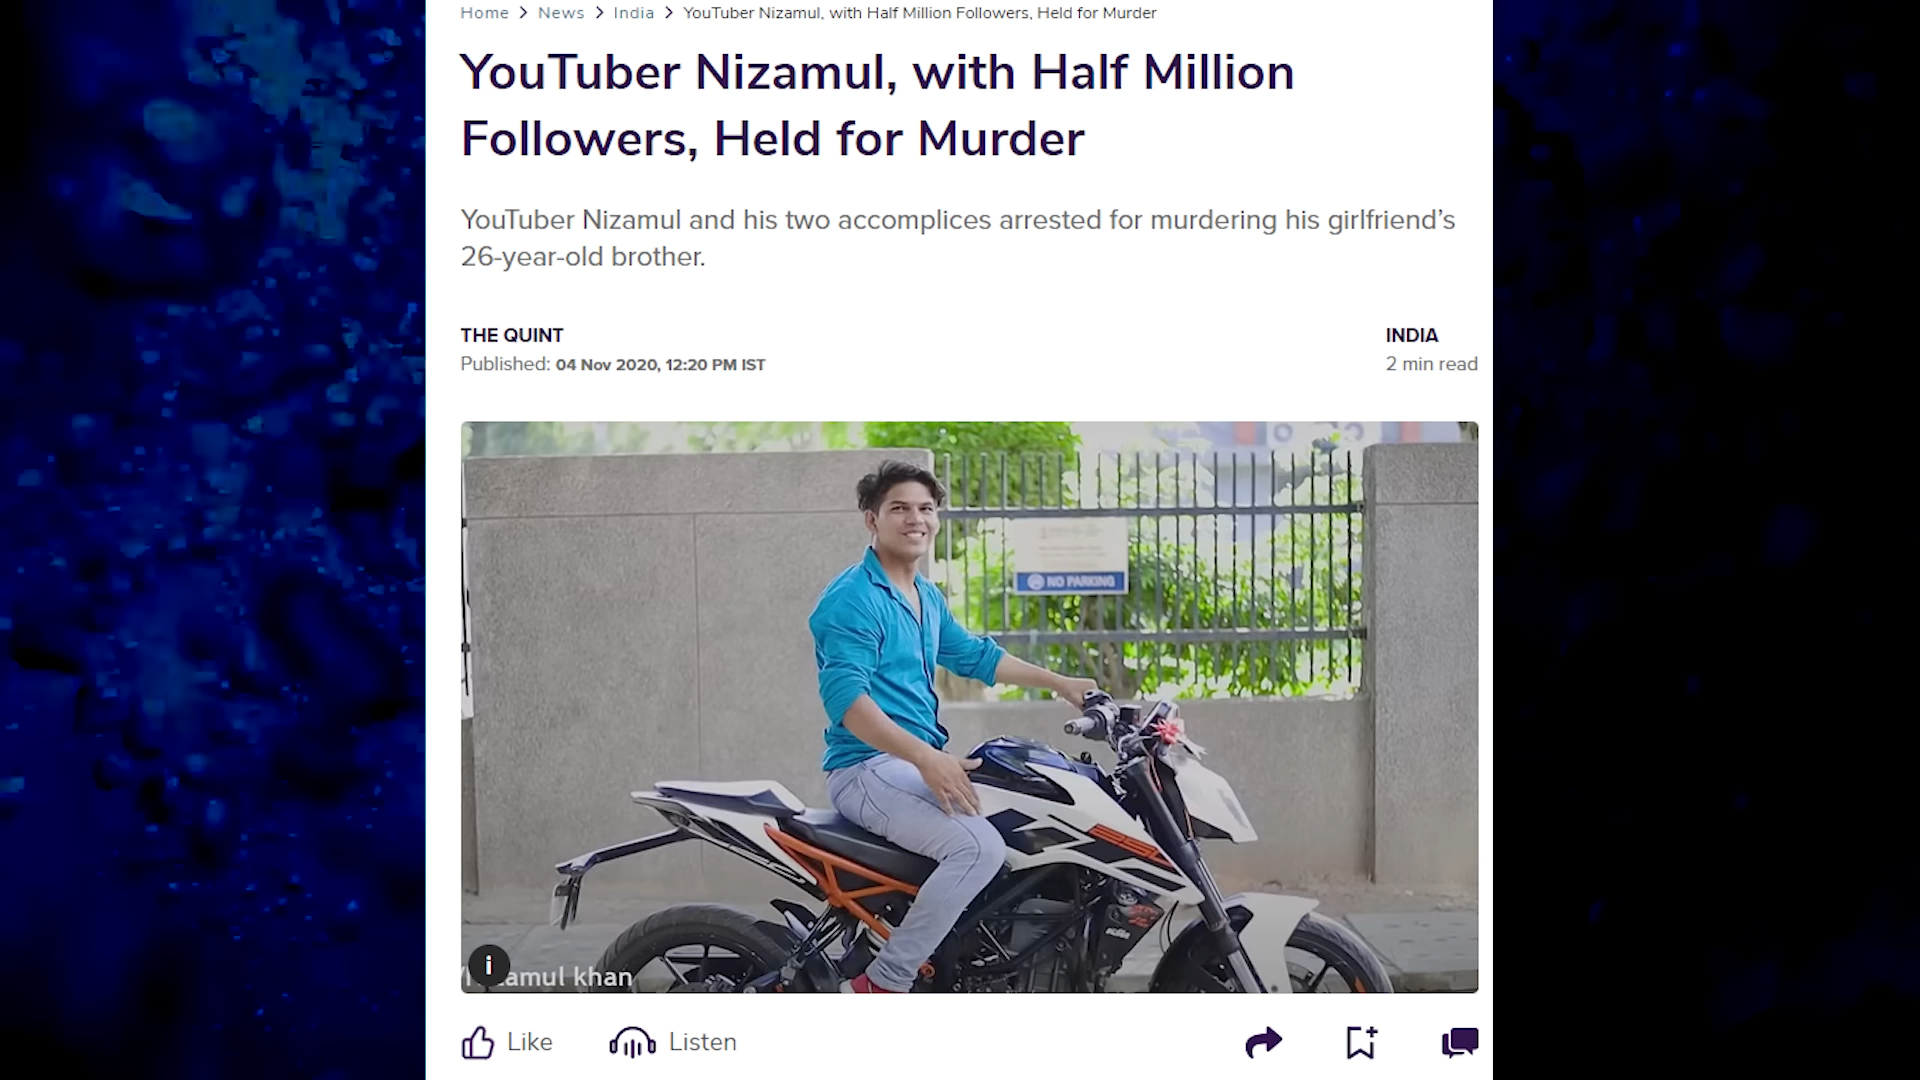 Home > News > India > YouTuber Nizamul, with Half Million Followers, Held for Murder
YouTuber Nizamul, with Half Million
Followers, Held for Murder
YouTuber Nizamul and his two accomplices arrested for murdering his girlfriend’s
26-year-old brother.
THE QUINT
INDIA
Published: 04 Nov 2020, 12:20 PM IST
2 min read
NO PARKING
250
KTM
i
khan
Like
Listen